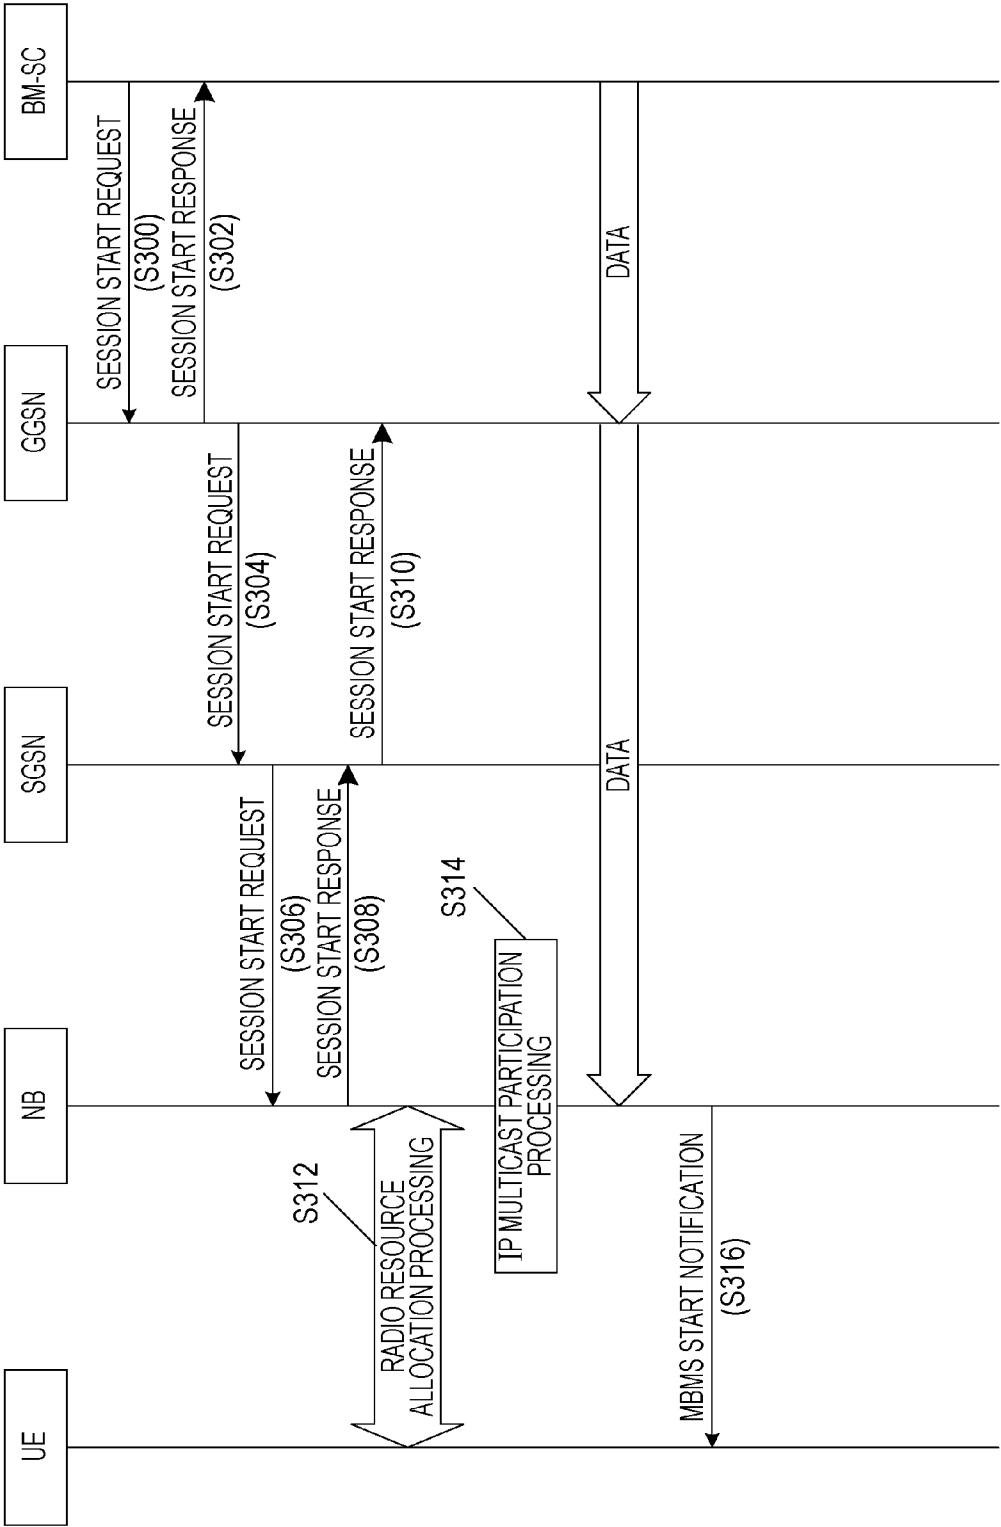 UE
NB
SGSN
GGSN
BM-SC
SESSION START REQUEST
(S300)
SESSION START RESPONSE
(S302)
SESSION START REQUEST
(S304)
SESSION START REQUEST
(S306)
SESSION START RESPONSE
(S308)
SESSION START RESPONSE
(S310)
S312
RADIO RESOURCE
ALLOCATION PROCESSING
S314
IP MULTICAST PARTICIPATION
PROCESSING
DATA
DATA
MBMS START NOTIFICATION
(S316)